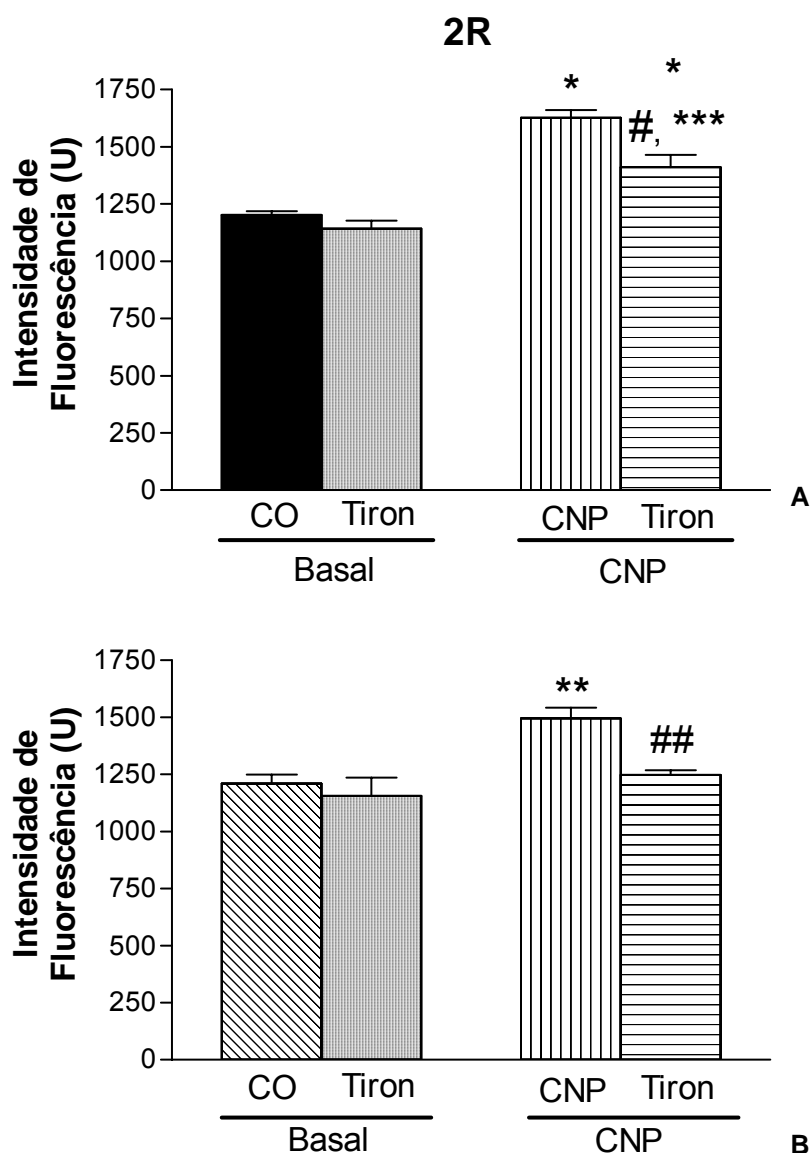 2R
Intensidade de
Fluorescência (U)
1750
1500
1250
1000
750
500
250
0
*
*
#, ***
CO
Tiron
CNP
Tiron
Basal
CNP
A
Intensidade de
Fluorescência (U)
1750
1500
1250
1000
750
500
250
0
**
##
CO
Tiron
CNP
Tiron
Basal
CNP
B